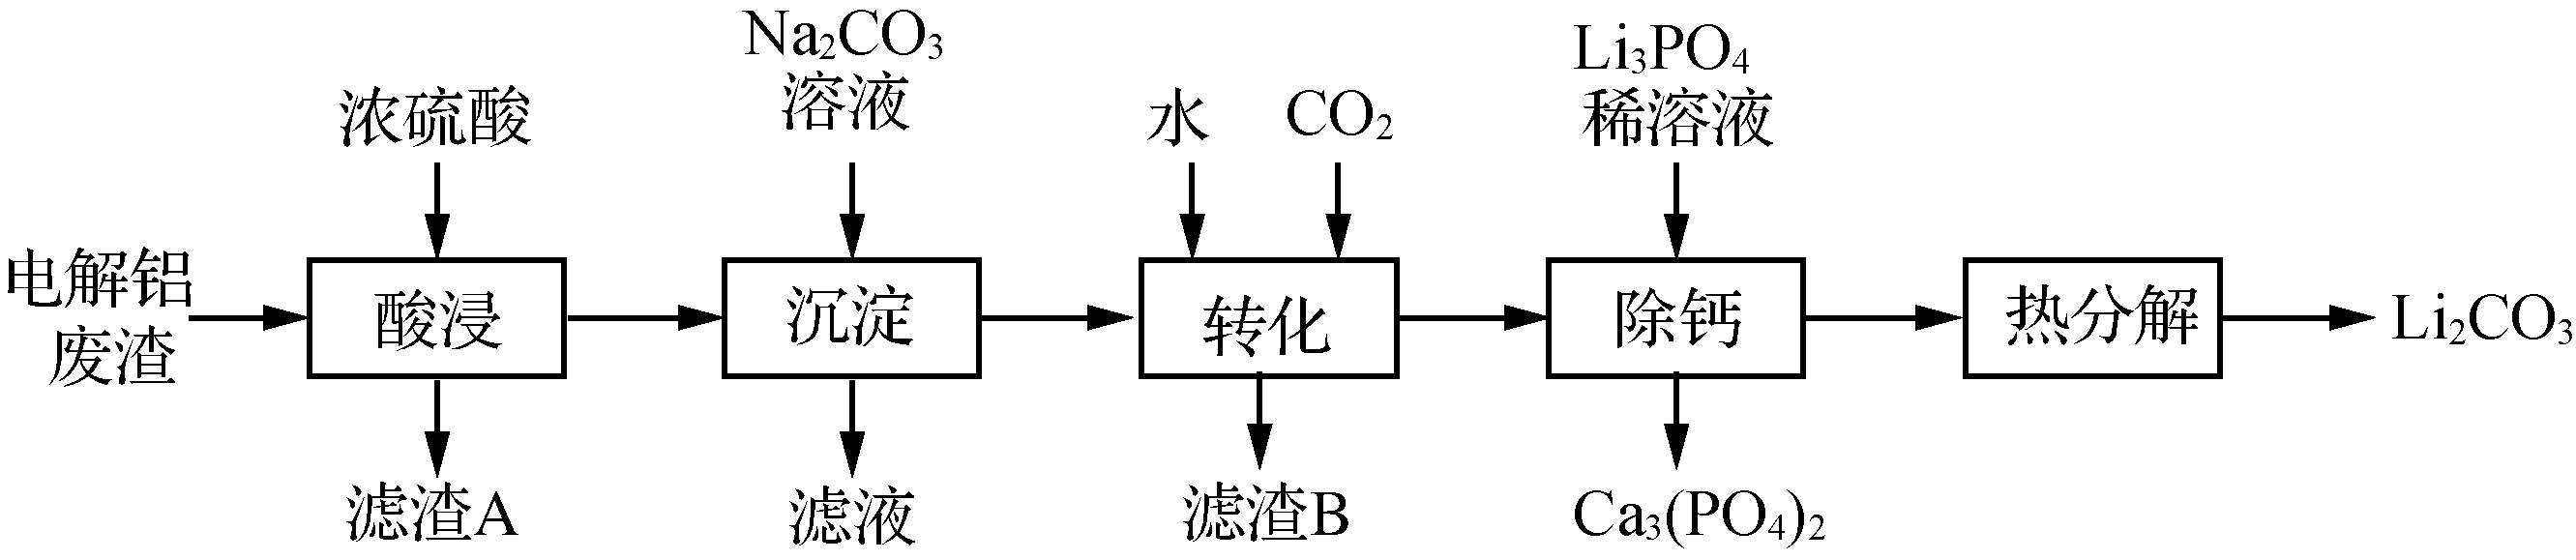 Na₂CO₃
溶液
Li₃PO₄
稀溶液
浓硫酸
水
CO₂
电解铝
废渣
酸浸
沉淀
转化
除钙
热分解
Li₂CO₃
滤渣A
滤液
滤渣B
Ca₃(PO₄)₂